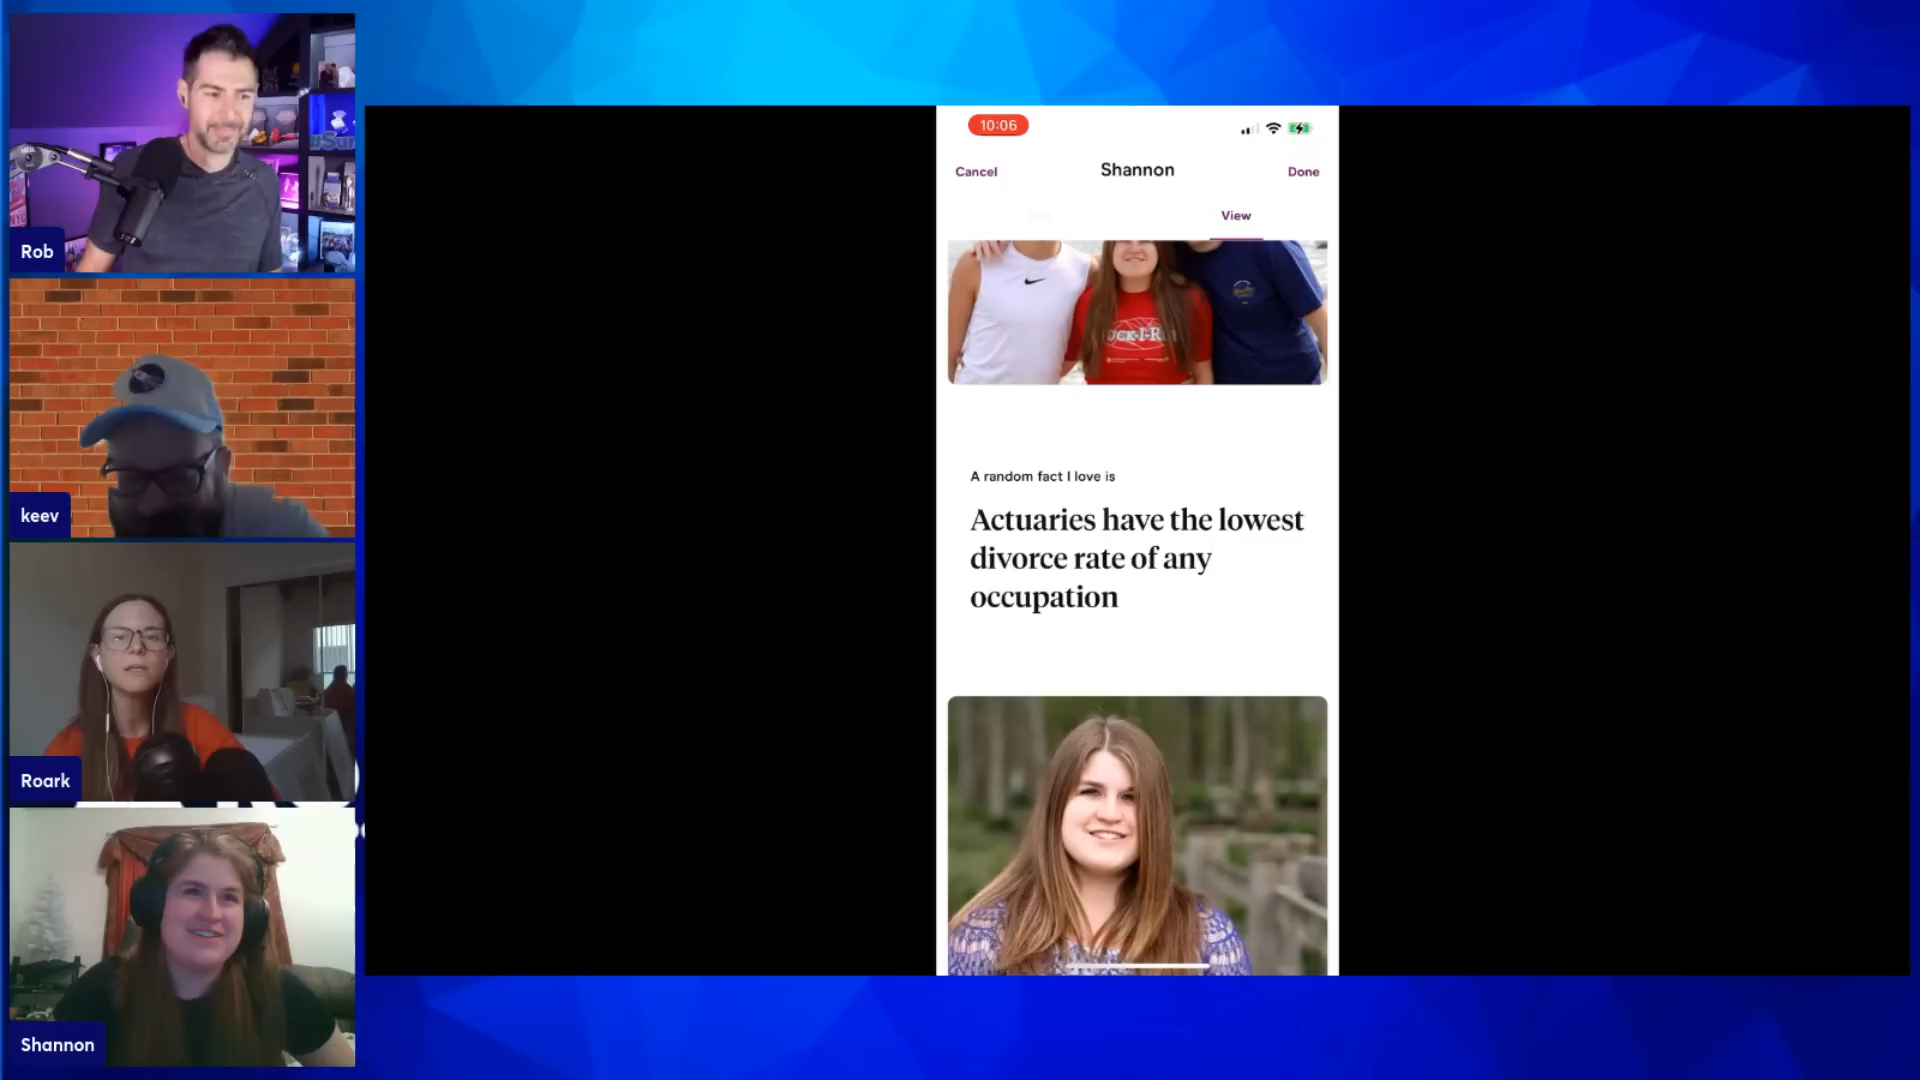 Rob
keev
Roark
Shannon
10:06
Cancel
Shannon
Done
View
A random fact I love is
Actuaries have the lowest
divorce rate of any
occupation